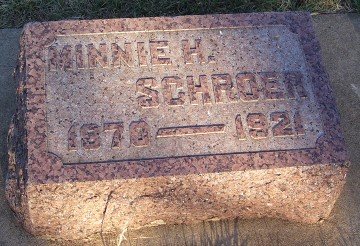 MINNIE H.
SCHROER
1870 — 1921